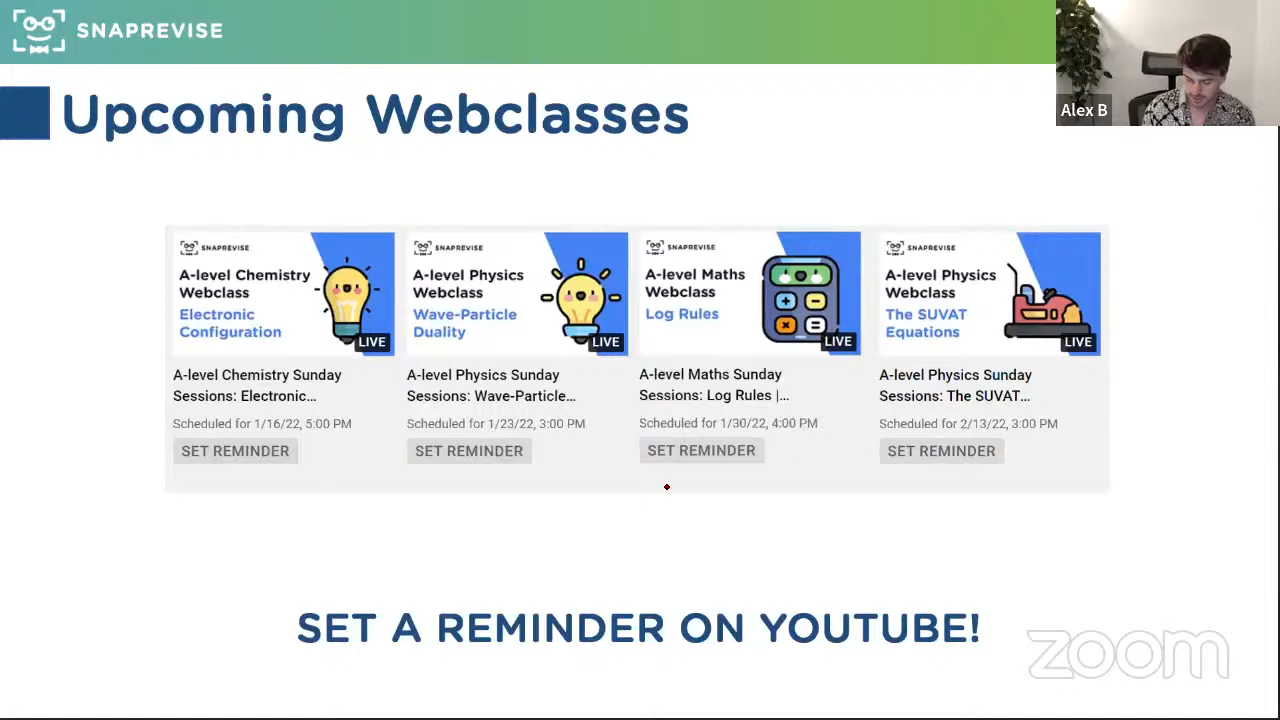 SNAPREVISE
Alex B
Upcoming Webclasses
SNAPREVISE
A-level Chemistry
Webclass
Electronic
Configuration
LIVE
A-level Chemistry Sunday
Sessions: Electronic...
Scheduled for 1/16/22, 5:00 PM
SET REMINDER
SNAPREVISE
A-level Physics
Webclass
Wave-Particle
Duality
LIVE
A-level Physics Sunday
Sessions: Wave-Particle...
Scheduled for 1/23/22, 3:00 PM
SET REMINDER
SNAPREVISE
A-level Maths
Webclass
Log Rules
LIVE
A-level Maths Sunday
Sessions: Log Rules |...
Scheduled for 1/30/22, 4:00 PM
SET REMINDER
SNAPREVISE
A-level Physics
Webclass
The SUVAT
Equations
LIVE
A-level Physics Sunday
Sessions: The SUVAT...
Scheduled for 2/13/22, 3:00 PM
SET REMINDER
SET A REMINDER ON YOUTUBE!
zoom